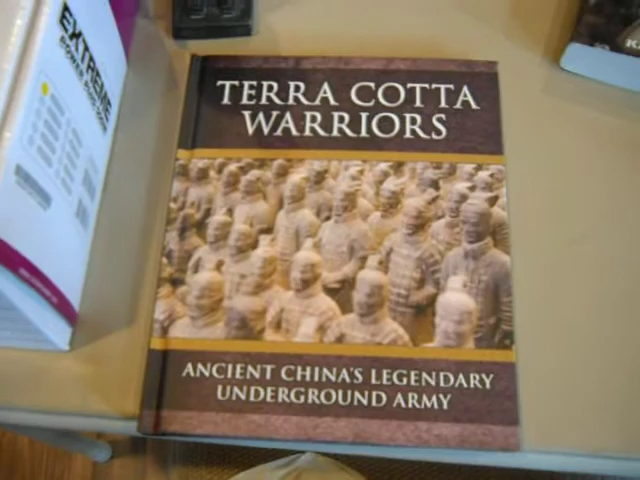 EXTREME
TERRA COTTA
WARRIORS
ANCIENT CHINA'S LEGENDARY
UNDERGROUND ARMY